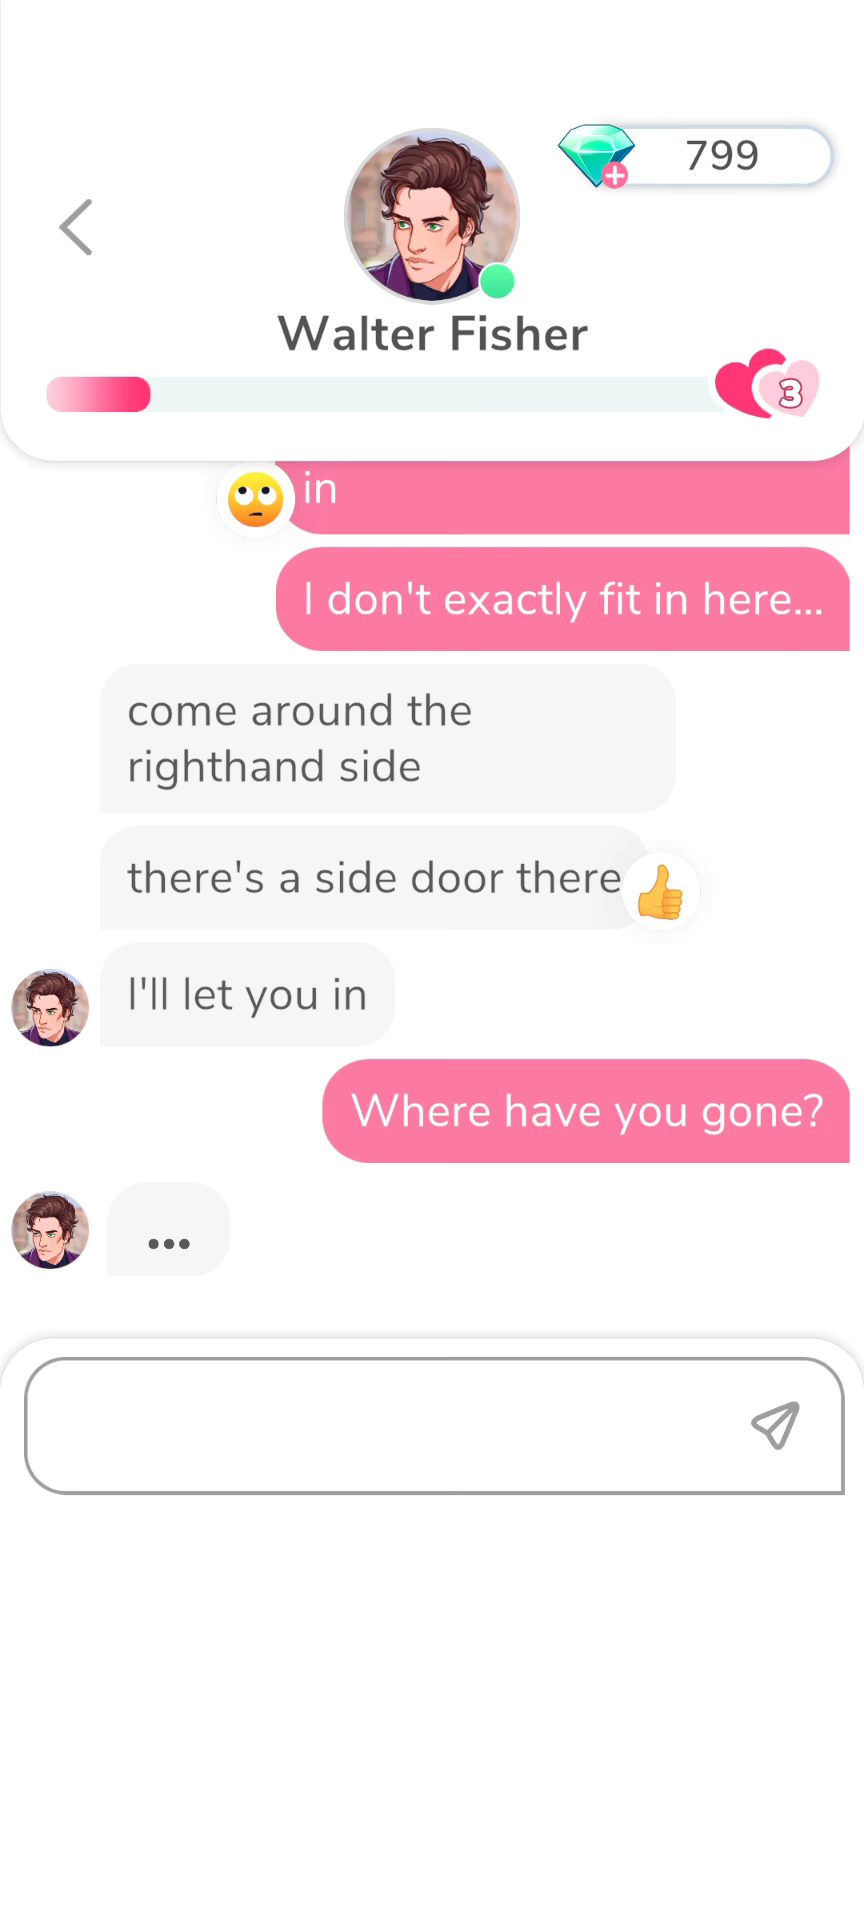 799
Walter Fisher
3
in
I don't exactly fit in here...
come around the
righthand side
there's a side door there
I'll let you in
Where have you gone?
...